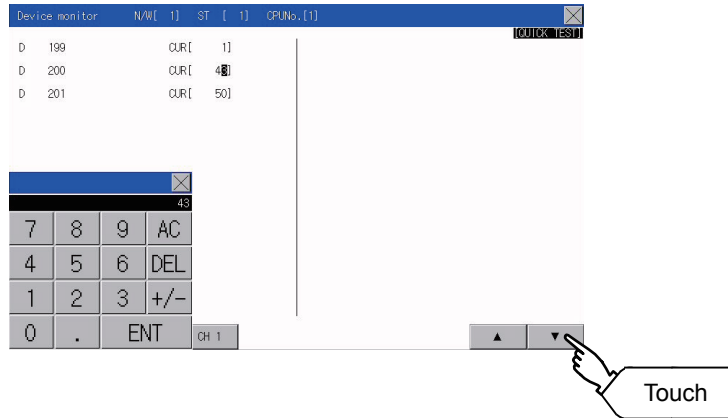 Device monitor N/W[ 1] ST [ 1] CPUNo.[1]
[QUICK TEST]
D 199 CUR[ 1]
D 200 CUR[ 43]
D 201 CUR[ 50]
43
7 8 9 AC
4 5 6 DEL
1 2 3 +/-
0 . ENT
CH 1 ▲ ▼
Touch